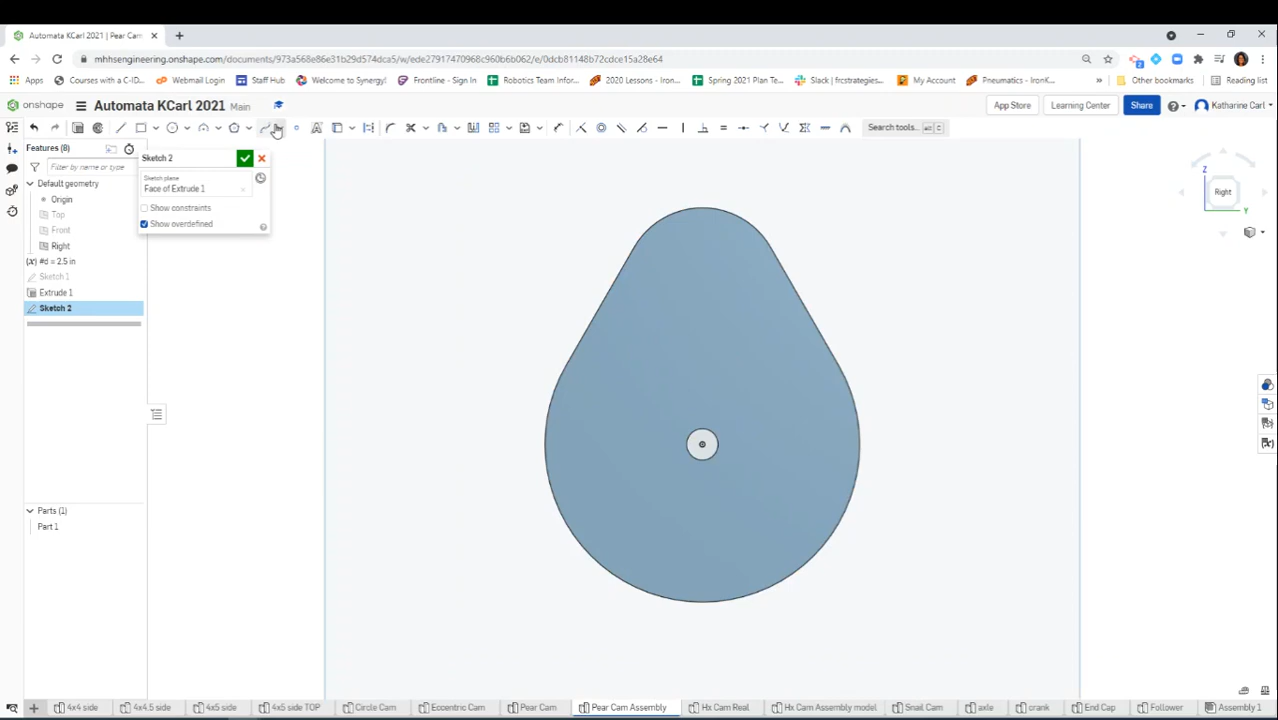 Automata KCarl 2021 | Pear Cam
mhhsengineering.onshape.com/documents/973a568e86e31b29d574dca5/w/ede27917470968c960b6b062/e/0dcb81148b72cdce15a28e64
Apps
Courses with a C-ID...
Webmail Login
Staff Hub
Welcome to Synergy!
Frontline - Sign In
Robotics Team Infor...
2020 Lessons - Iron...
Spring 2021 Plan Te...
Slack | frcstrategies...
My Account
Pneumatics - IronK...
»
Other bookmarks
Reading list
onshape
Automata KCarl 2021 Main
App Store
Learning Center
Share
Katharine Carl
Search tools...
Features (8)
Filter by name or type
Default geometry
Origin
Top
Front
Right
(x) #d = 2.5 in
Sketch 1
Extrude 1
Sketch 2
Sketch 2
Sketch plane
Face of Extrude 1
Show constraints
Show overdefined
Z
Right
Y
Parts (1)
Part 1
4x4 side
4x4.5 side
4x5 side
4x5 side TOP
Circle Cam
Eccentric Cam
Pear Cam
Pear Cam Assembly
Hx Cam Real
Hx Cam Assembly model
Snail Cam
axle
crank
End Cap
Follower
Assembly 1